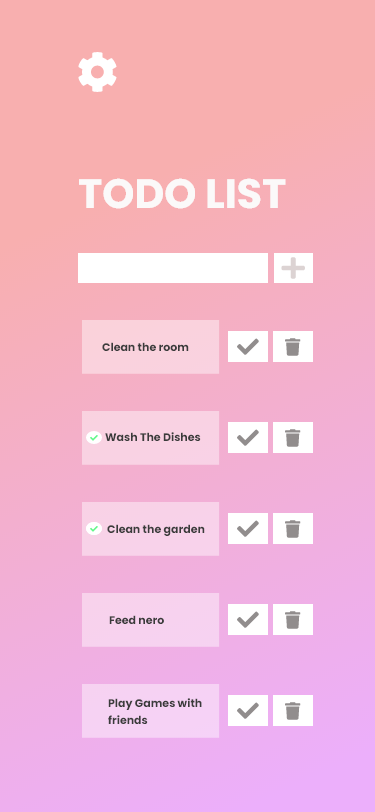 TODO LIST
Clean the room
Wash The Dishes
Clean the garden
Feed nero
Play Games with
friends